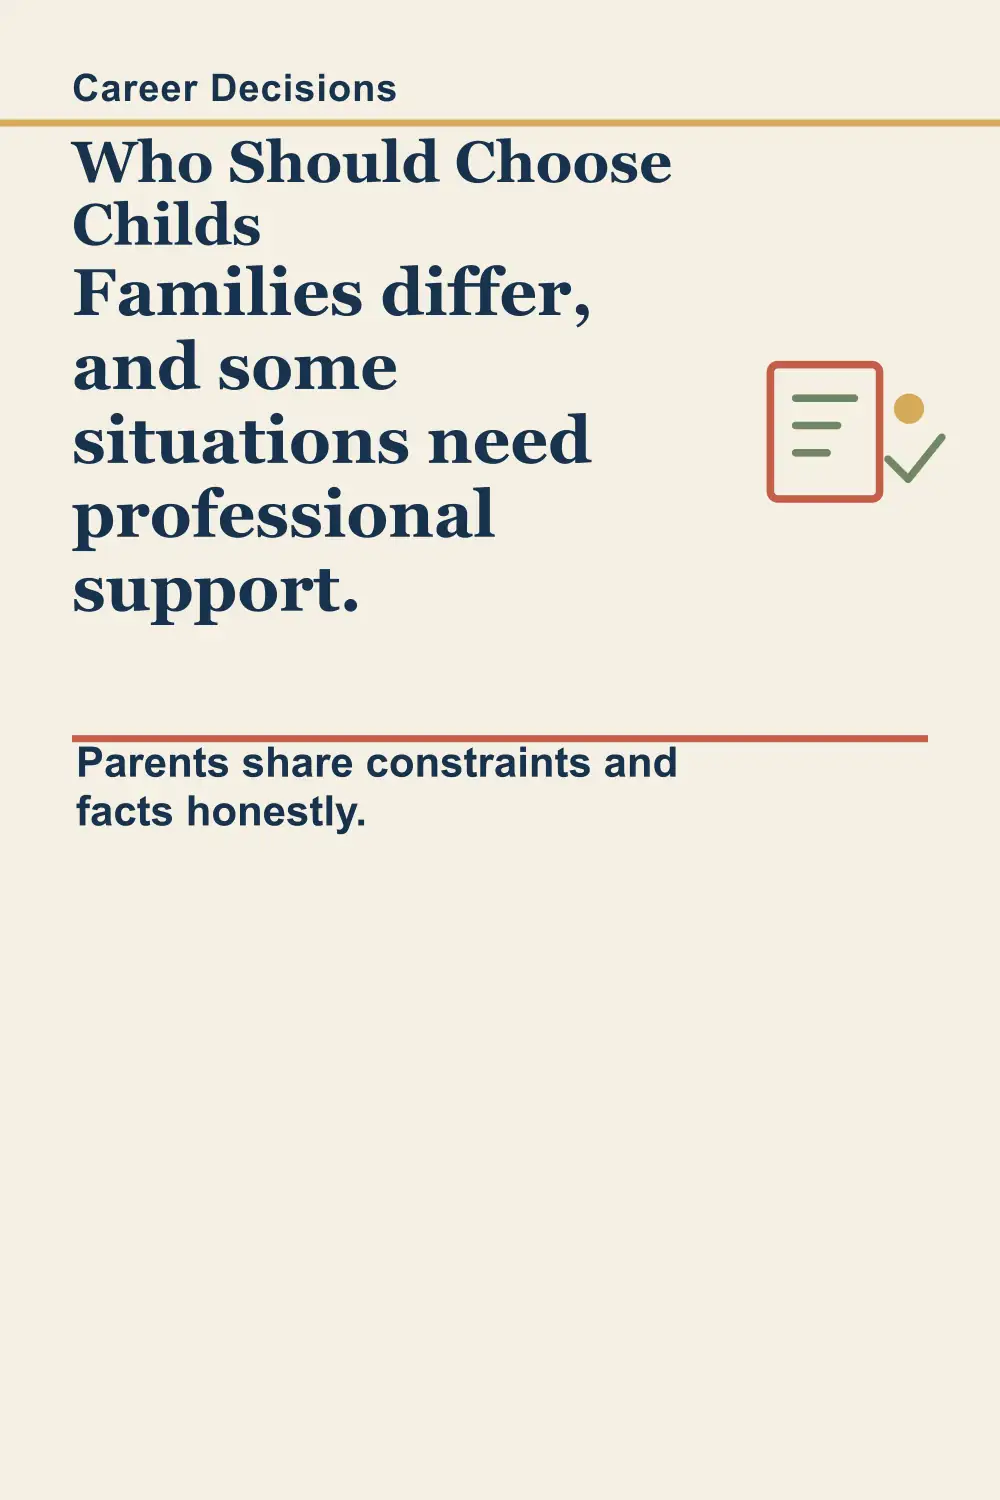 Career Decisions
Who Should Choose
Childs
Families differ,
and some
situations need
professional
support.
Parents share constraints and
facts honestly.